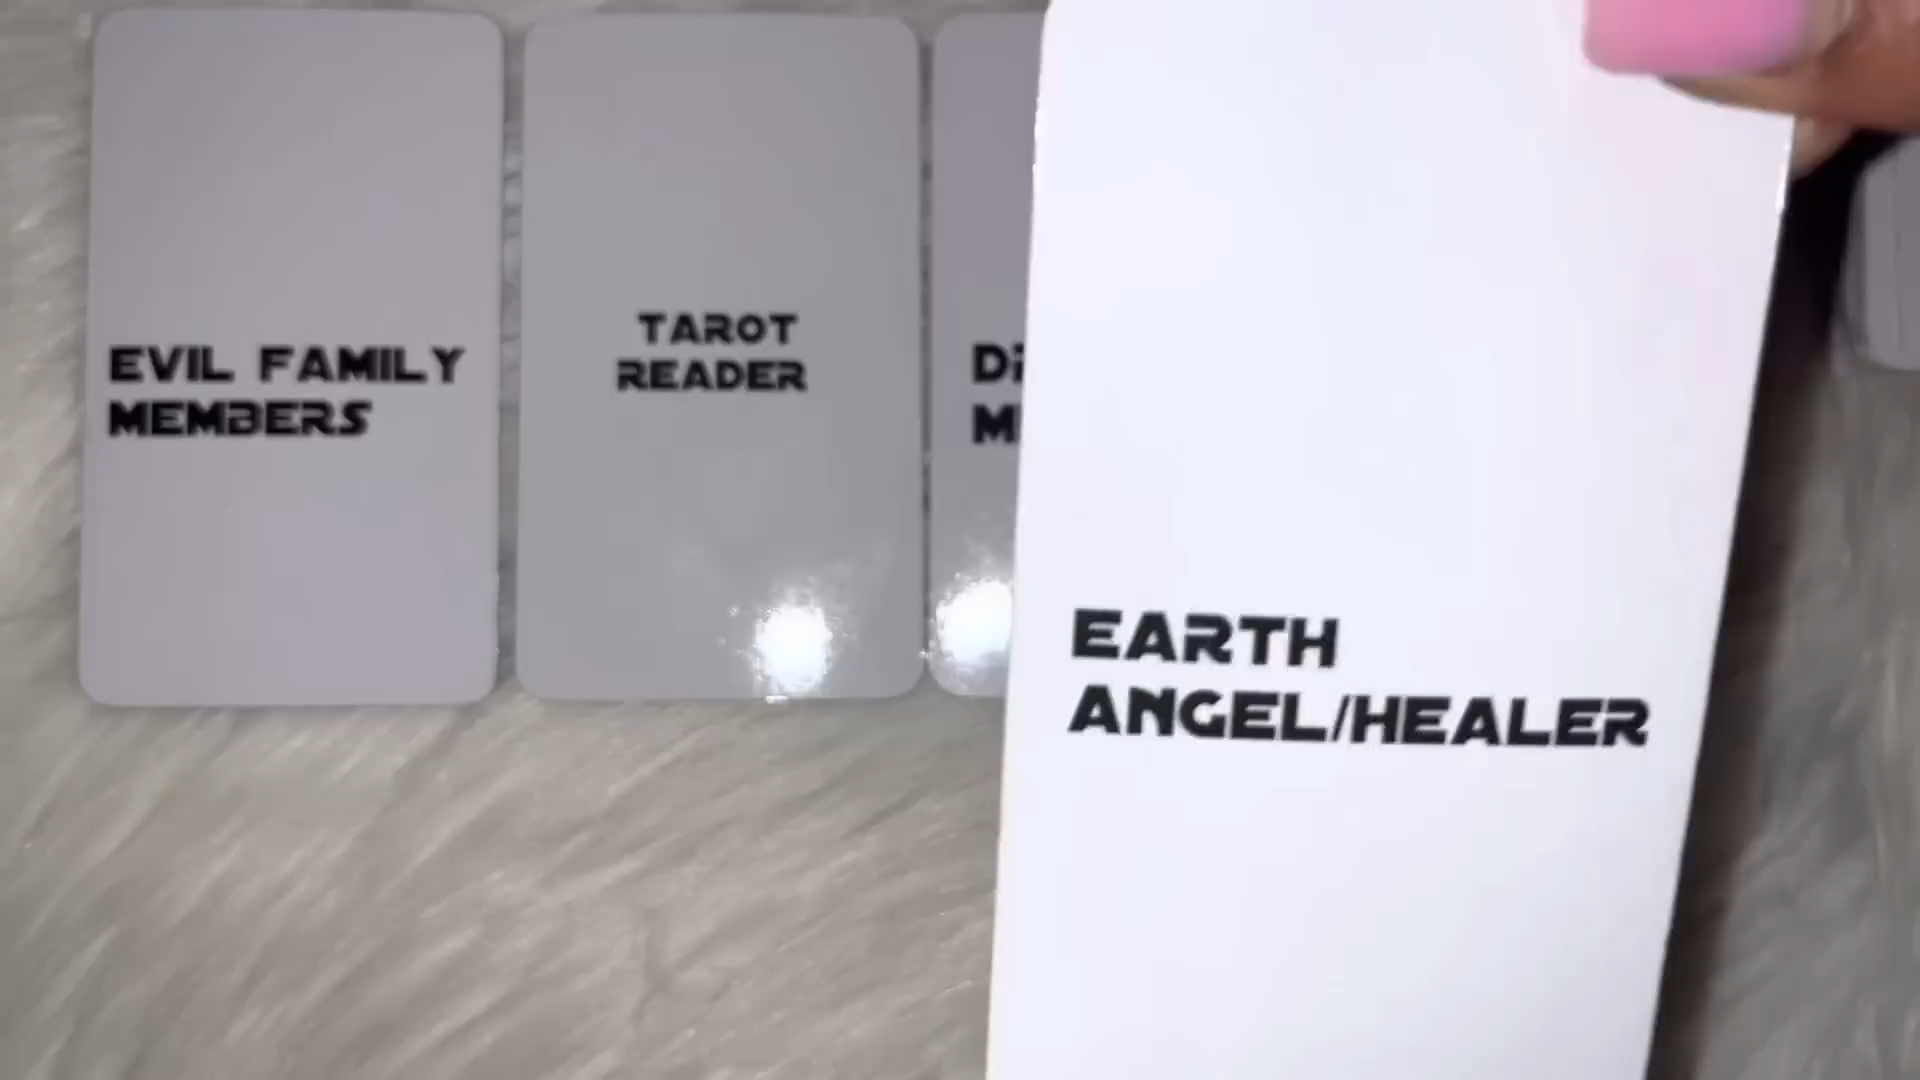 EVIL FAMILY
MEMBERS
TAROT
READER
EARTH
ANGEL/HEALER